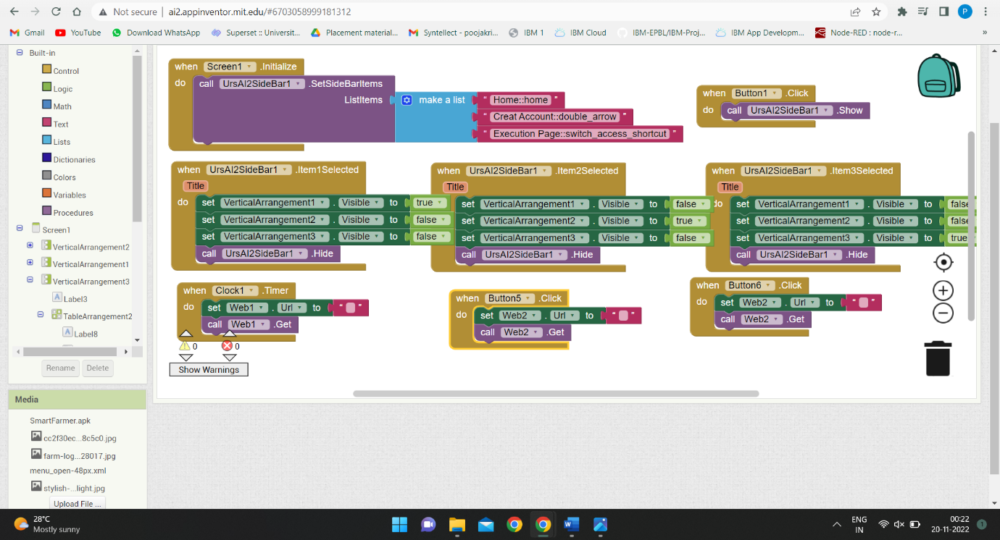 Not secure | ai2.appinventor.mit.edu/#6703058999181312
P
Gmail YouTube Download WhatsApp Superset :: Universit... Placement material... Syntellect - poojakri... IBM 1 IBM Cloud IBM-EPBL/IBM-Proj... IBM App Developm... Node-RED : node-r... »
Built-in
Control
Logic
Math
Text
Lists
Dictionaries
Colors
Variables
Procedures
Screen1
VerticalArrangement2
VerticalArrangement1
VerticalArrangement3
Label3
TableArrangement2
Label8
Rename Delete
Media
SmartFarmer.apk
cc2f30ec...8c5c0.jpg
farm-log...28017.jpg
menu_open-48px.xml
stylish-...light.jpg
Upload File ...
when Screen1 .Initialize
do call UrsAI2SideBar1 .SetSideBarItems
ListItems make a list " Home::home "
" Creat Account::double_arrow "
" Execution Page::switch_access_shortcut "
when Button1 .Click
do call UrsAI2SideBar1 .Show
when UrsAI2SideBar1 .Item1Selected
Title
do set VerticalArrangement1 . Visible to true
set VerticalArrangement2 . Visible to false
set VerticalArrangement3 . Visible to false
call UrsAI2SideBar1 .Hide
when UrsAI2SideBar1 .Item2Selected
Title
set VerticalArrangement1 . Visible to false
set VerticalArrangement2 . Visible to true
set VerticalArrangement3 . Visible to false
call UrsAI2SideBar1 .Hide
when UrsAI2SideBar1 .Item3Selected
Title
do set VerticalArrangement1 . Visible to false
set VerticalArrangement2 . Visible to false
set VerticalArrangement3 . Visible to true
call UrsAI2SideBar1 .Hide
when Clock1 .Timer
do set Web1 . Url to " "
call Web1 .Get
when Button5 .Click
do set Web2 . Url to " "
call Web2 .Get
when Button6 .Click
do set Web2 . Url to " "
call Web2 .Get
0 0
Show Warnings
28°C
Mostly sunny
ENG
IN
00:22
20-11-2022
1